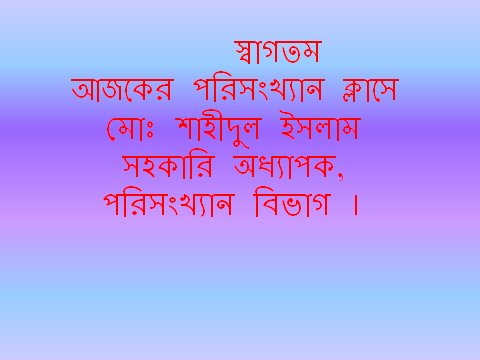 স্বাগতম
আজকের পরিসংখ্যান ক্লাসে
মোঃ শাহীদুল ইসলাম
সহকারি অধ্যাপক,
পরিসংখ্যান বিভাগ ।